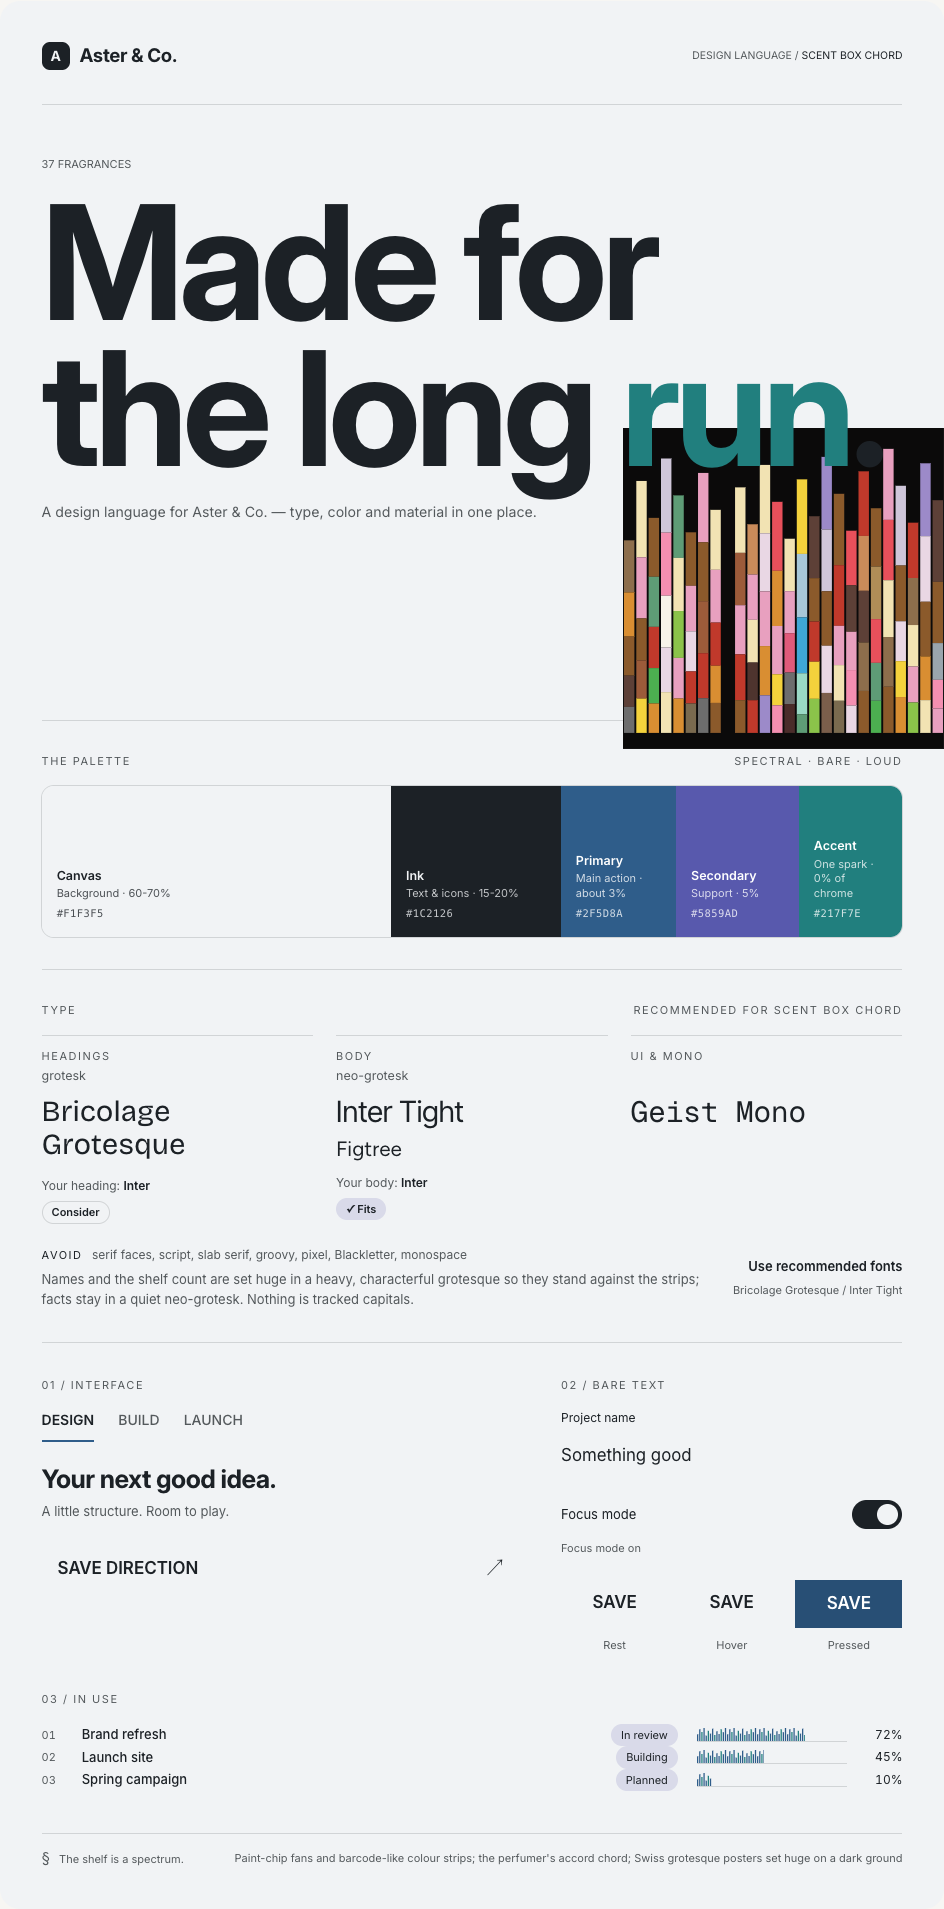 A Aster & Co.
DESIGN LANGUAGE / SCENT BOX CHORD
37 FRAGRANCES
Made for
the long run
A design language for Aster & Co. — type, color and material in one place.
THE PALETTE
SPECTRAL · BARE · LOUD
Canvas
Background · 60-70%
#F1F3F5
Ink
Text & icons · 15-20%
#1C2126
Primary
Main action ·
about 3%
#2F5D8A
Secondary
Support · 5%
#5859AD
Accent
One spark ·
0% of
chrome
#217F7E
TYPE
RECOMMENDED FOR SCENT BOX CHORD
HEADINGS
grotesk
Bricolage
Grotesque
Your heading: Inter
Consider
BODY
neo-grotesk
Inter Tight
Figtree
Your body: Inter
✓ Fits
UI & MONO
Geist Mono
AVOID serif faces, script, slab serif, groovy, pixel, Blackletter, monospace
Names and the shelf count are set huge in a heavy, characterful grotesque so they stand against the strips;
facts stay in a quiet neo-grotesk. Nothing is tracked capitals.
Use recommended fonts
Bricolage Grotesque / Inter Tight
01 / INTERFACE
DESIGN BUILD LAUNCH
Your next good idea.
A little structure. Room to play.
SAVE DIRECTION ↗
02 / BARE TEXT
Project name
Something good
Focus mode
Focus mode on
SAVE SAVE SAVE
Rest Hover Pressed
03 / IN USE
01 Brand refresh In review 72%
02 Launch site Building 45%
03 Spring campaign Planned 10%
§ The shelf is a spectrum.
Paint-chip fans and barcode-like colour strips; the perfumer's accord chord; Swiss grotesque posters set huge on a dark ground